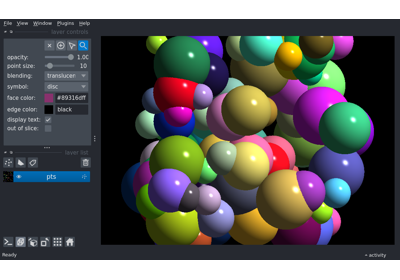 File View Window Plugins Help
layer controls
opacity: 1.00
point size: 10
blending: translucen
symbol: disc
face color: #89316dff
edge color: black
display text:
out of slice:
layer list
pts
Ready
activity